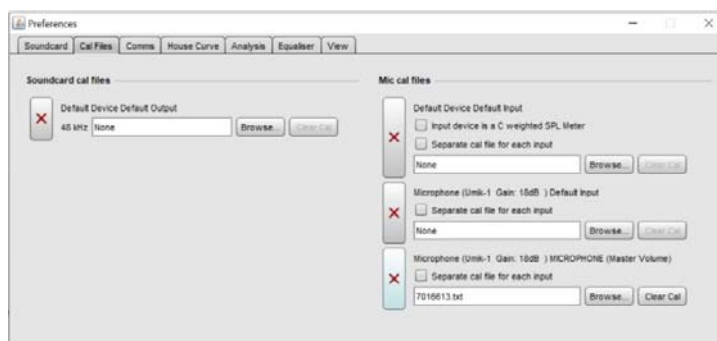 Preferences
Soundcard Cal Files Comms House Curve Analysis Equaliser View
Soundcard cal files
Default Device Default Output
48 kHz None Browse... Clear Cal
Mic cal files
Default Device Default Input
Input device is a C weighted SPL Meter
Separate cal file for each input
None Browse... Clear Cal
Microphone (Umik-1 Gain: 18dB ) Default Input
Separate cal file for each input
None Browse... Clear Cal
Microphone (Umik-1 Gain: 18dB ) MICROPHONE (Master Volume)
Separate cal file for each input
7016613.txt Browse... Clear Cal